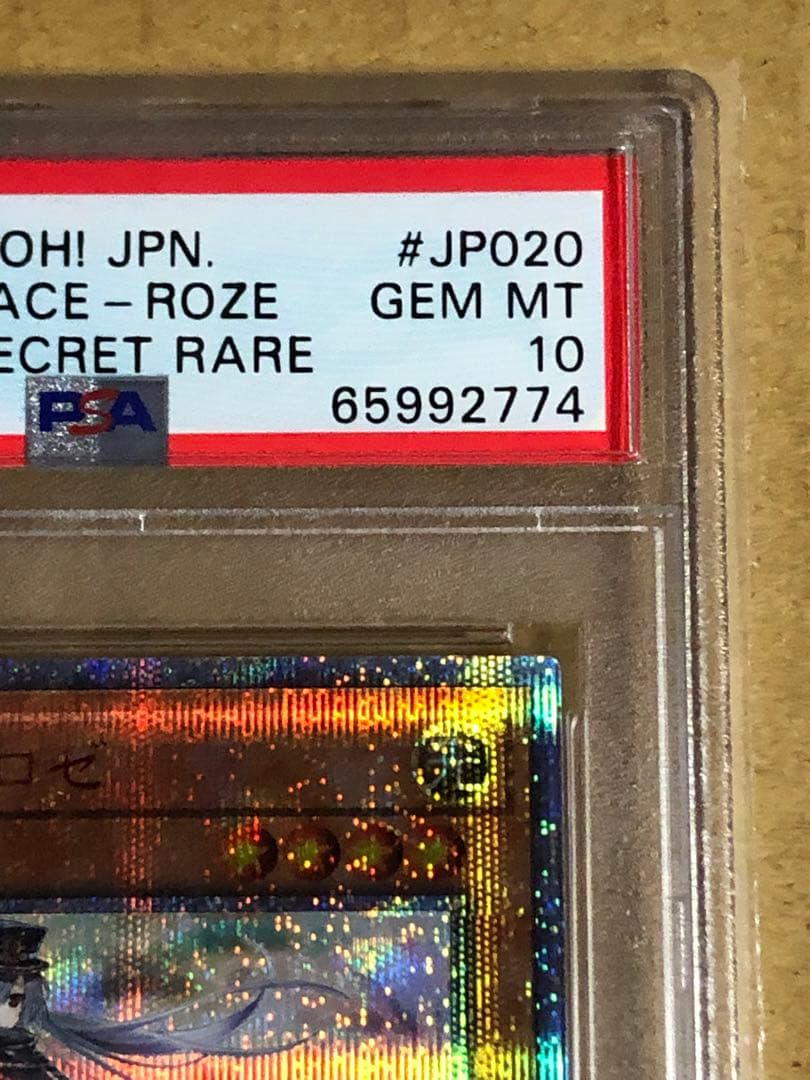 OH! JPN. #JP020
ACE – ROZE GEM MT
ECRET RARE 10
PSA 65992774
ロゼ